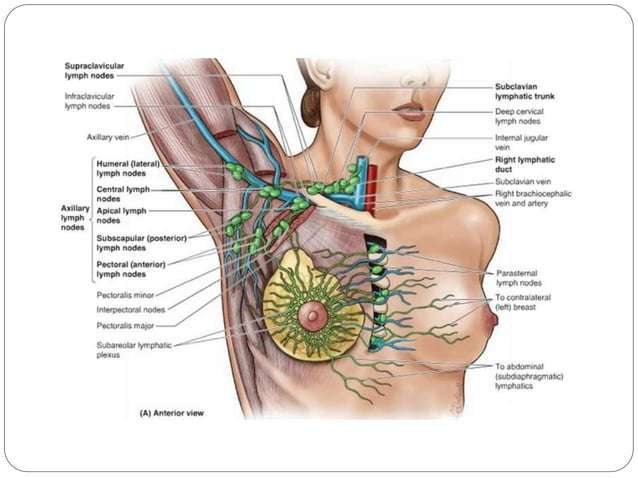 Supraclavicular
lymph nodes
Infraclavicular
lymph nodes
Axillary vein
Humeral (lateral)
lymph nodes
Central lymph
nodes
Axillary
lymph
nodes
Apical lymph
nodes
Subscapular (posterior)
lymph nodes
Pectoral (anterior)
lymph nodes
Pectoralis minor
Interpectoral nodes
Pectoralis major
Subareolar lymphatic
plexus
Subclavian
lymphatic trunk
Deep cervical
lymph nodes
Internal jugular
vein
Right lymphatic
duct
Subclavian vein
Right brachiocephalic
vein and artery
Parasternal
lymph nodes
To contralateral
(left) breast
To abdominal
(subdiaphragmatic)
lymphatics
(A) Anterior view